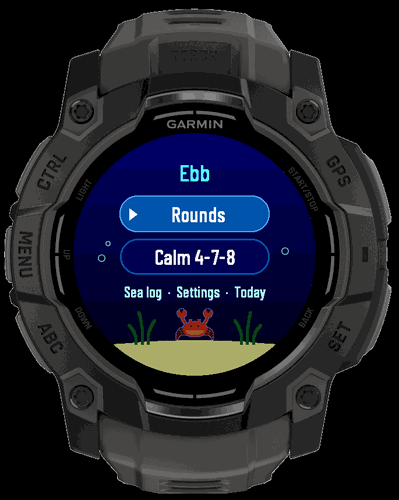 GARMIN
CTRL
LIGHT
GPS
START/STOP
Ebb
Rounds
Calm 4-7-8
MENU
UP
Sea log · Settings · Today
ABC
DOWN
SET
BACK